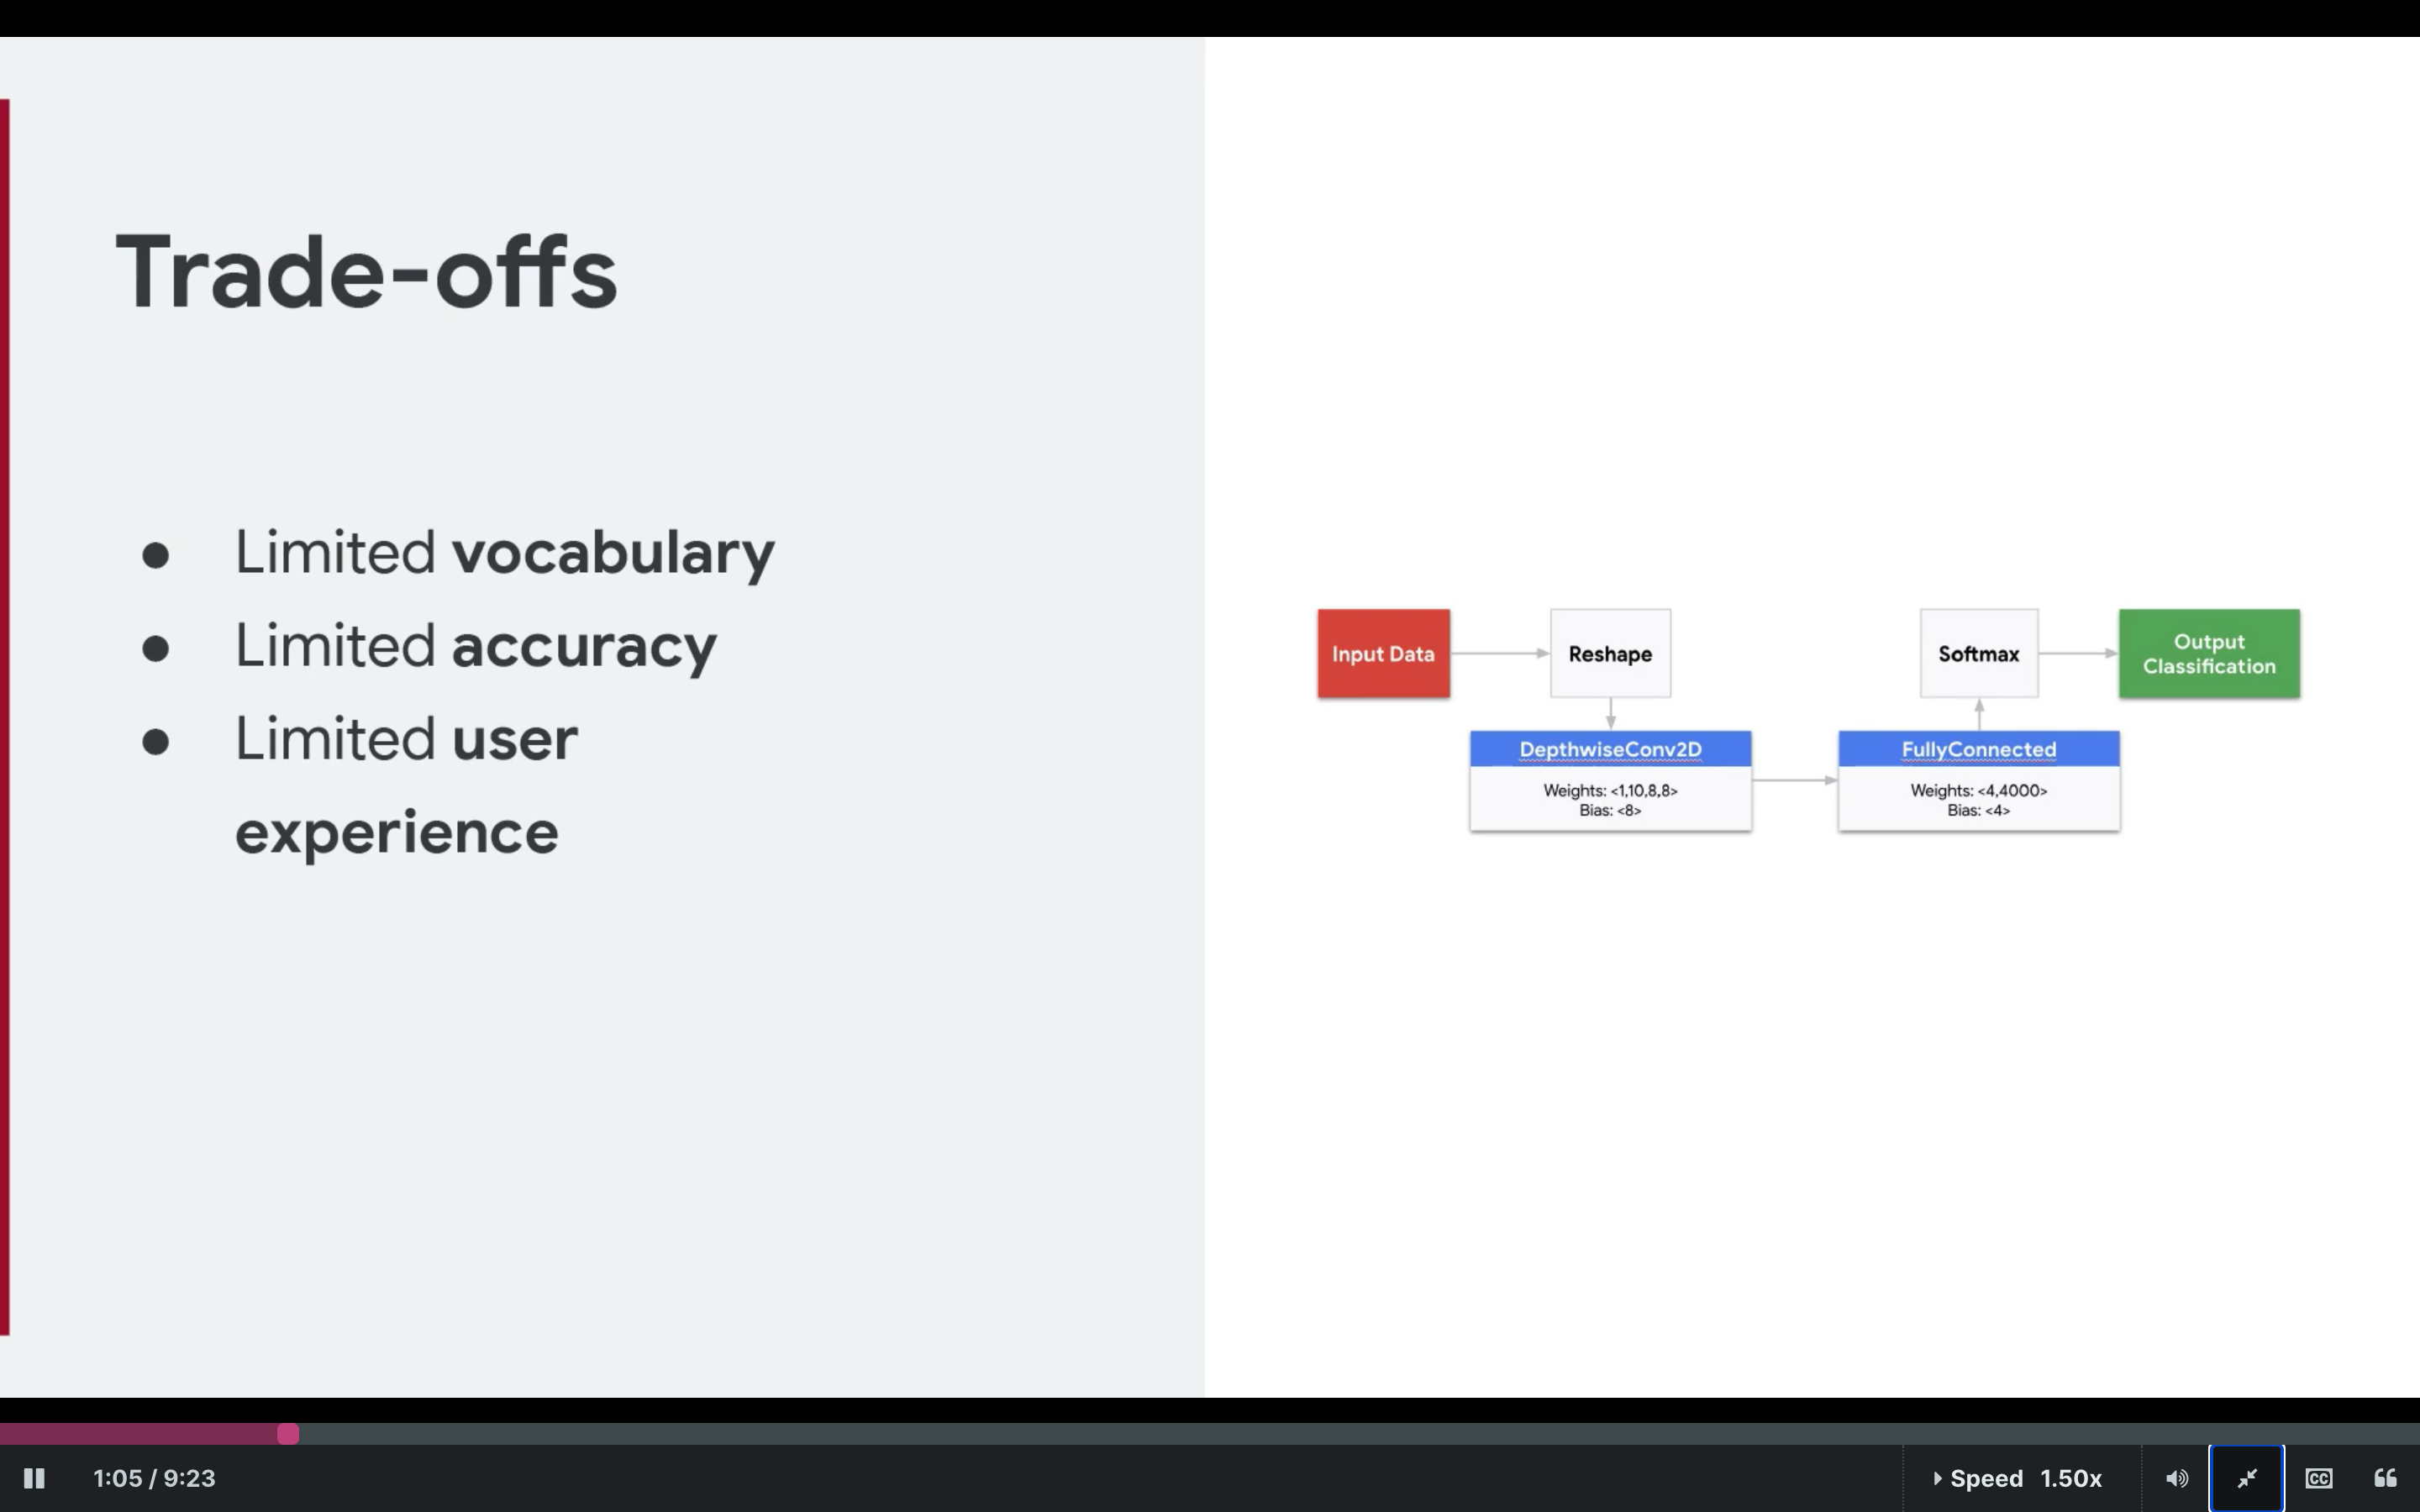 Trade-offs
● Limited vocabulary
● Limited accuracy
● Limited user
experience
Input Data
Reshape
DepthwiseConv2D
Weights: <1,10,8,8>
Bias: <8>
FullyConnected
Weights: <4,4000>
Bias: <4>
Softmax
Output
Classification
1:05 / 9:23
Speed 1.50x
CC